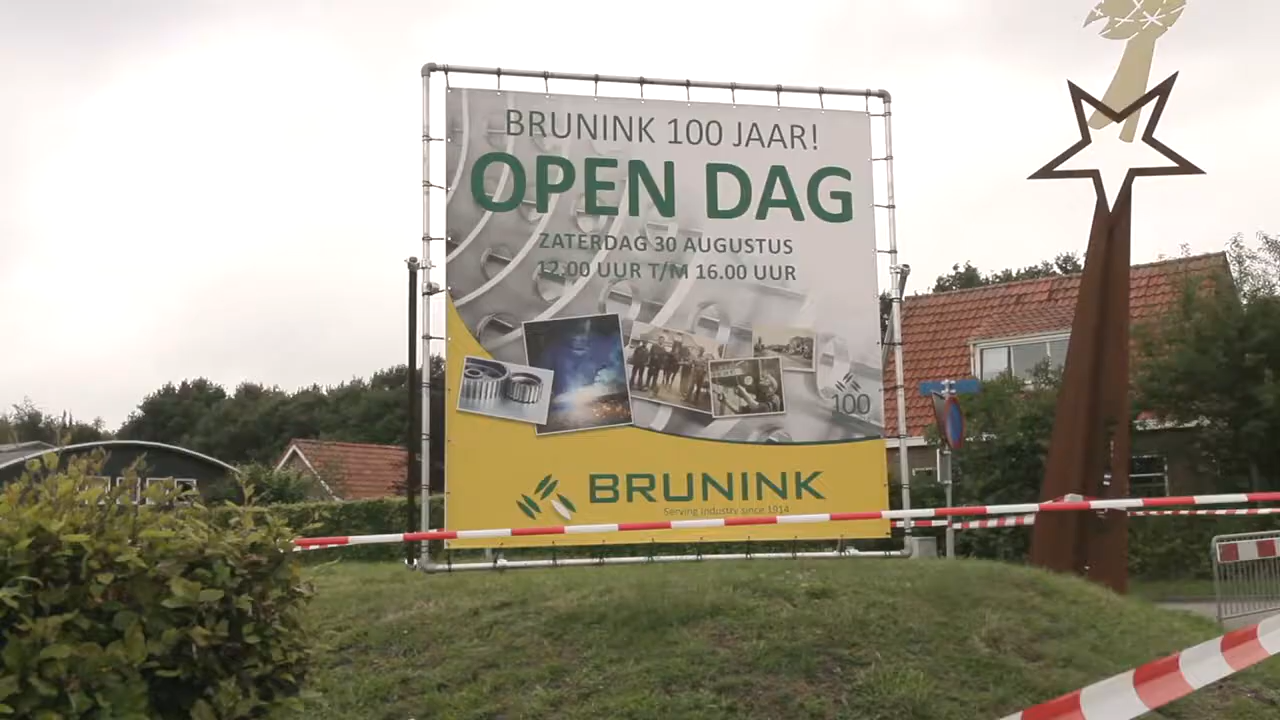 BRUNINK 100 JAAR!
OPEN DAG
ZATERDAG 30 AUGUSTUS
12.00 UUR T/M 16.00 UUR
100
BRUNINK
Serving Industry since 1914